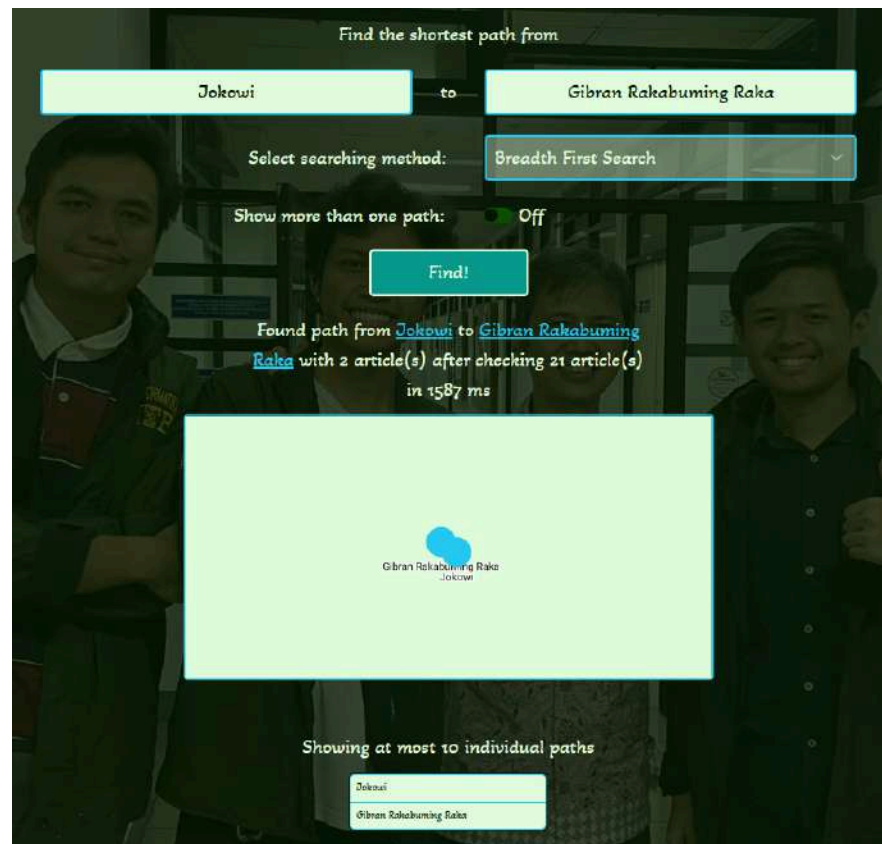 Find the shortest path from
Jokowi
to
Gibran Rakabuming Raka
Select searching method:
Breadth First Search
Show more than one path:
Off
Find!
Found path from Jokowi to Gibran Rakabuming
Raka with 2 article(s) after checking 21 article(s)
in 1587 ms
Gibran Rakabuming Raka
Jokowi
Showing at most 10 individual paths
Jokowi
Gibran Rakabuming Raka